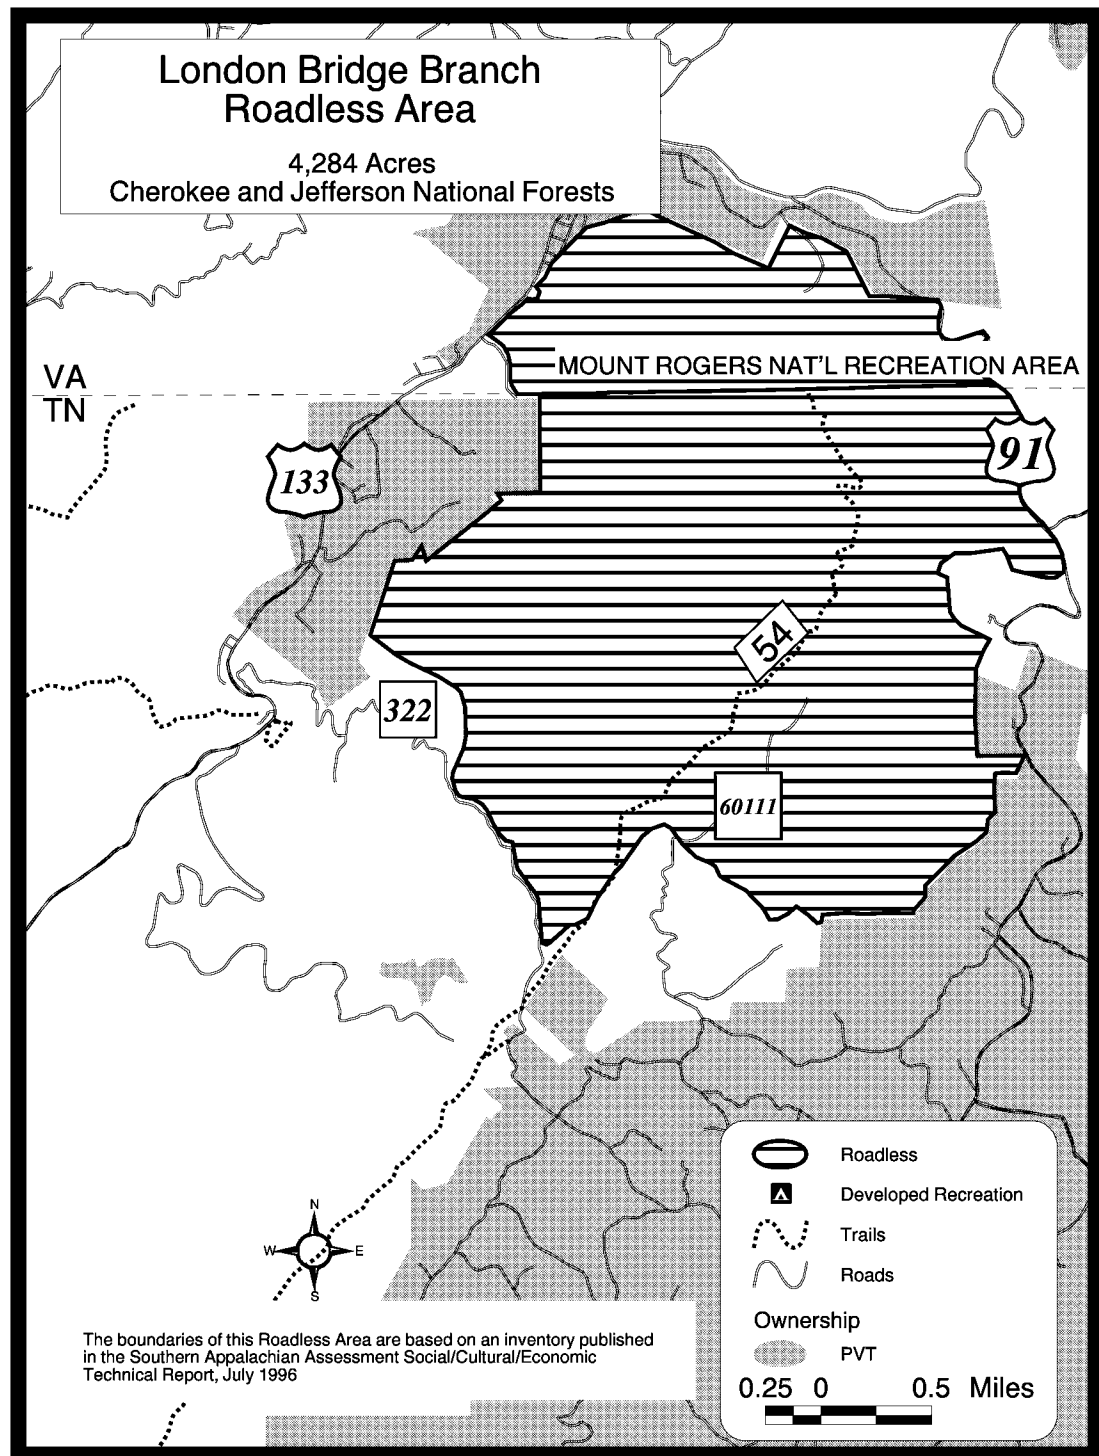 London Bridge Branch
Roadless Area
4,284 Acres
Cherokee and Jefferson National Forests
MOUNT ROGERS NAT'L RECREATION AREA
VA
TN
91
133
54
322
60111
Roadless
Developed Recreation
Trails
Roads
Ownership
PVT
0.25 0 0.5 Miles
N
W E
S
The boundaries of this Roadless Area are based on an inventory published
in the Southern Appalachian Assessment Social/Cultural/Economic
Technical Report, July 1996